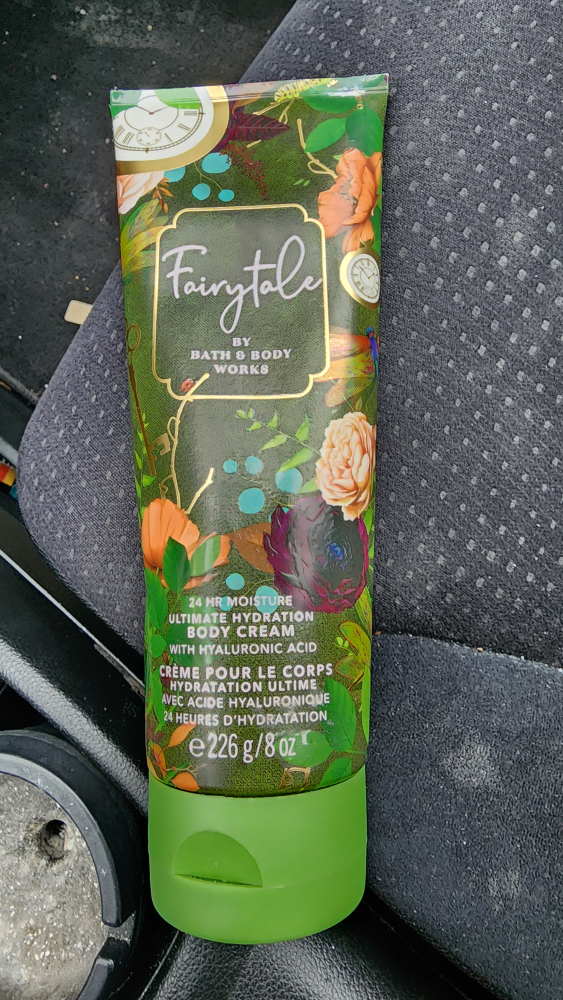 Fairytale
BY
BATH & BODY
WORKS
24 HR MOISTURE
ULTIMATE HYDRATION
BODY CREAM
WITH HYALURONIC ACID
CRÈME POUR LE CORPS
HYDRATATION ULTIME
AVEC ACIDE HYALURONIQUE
24 HEURES D'HYDRATATION
℮ 226 g/8 oz